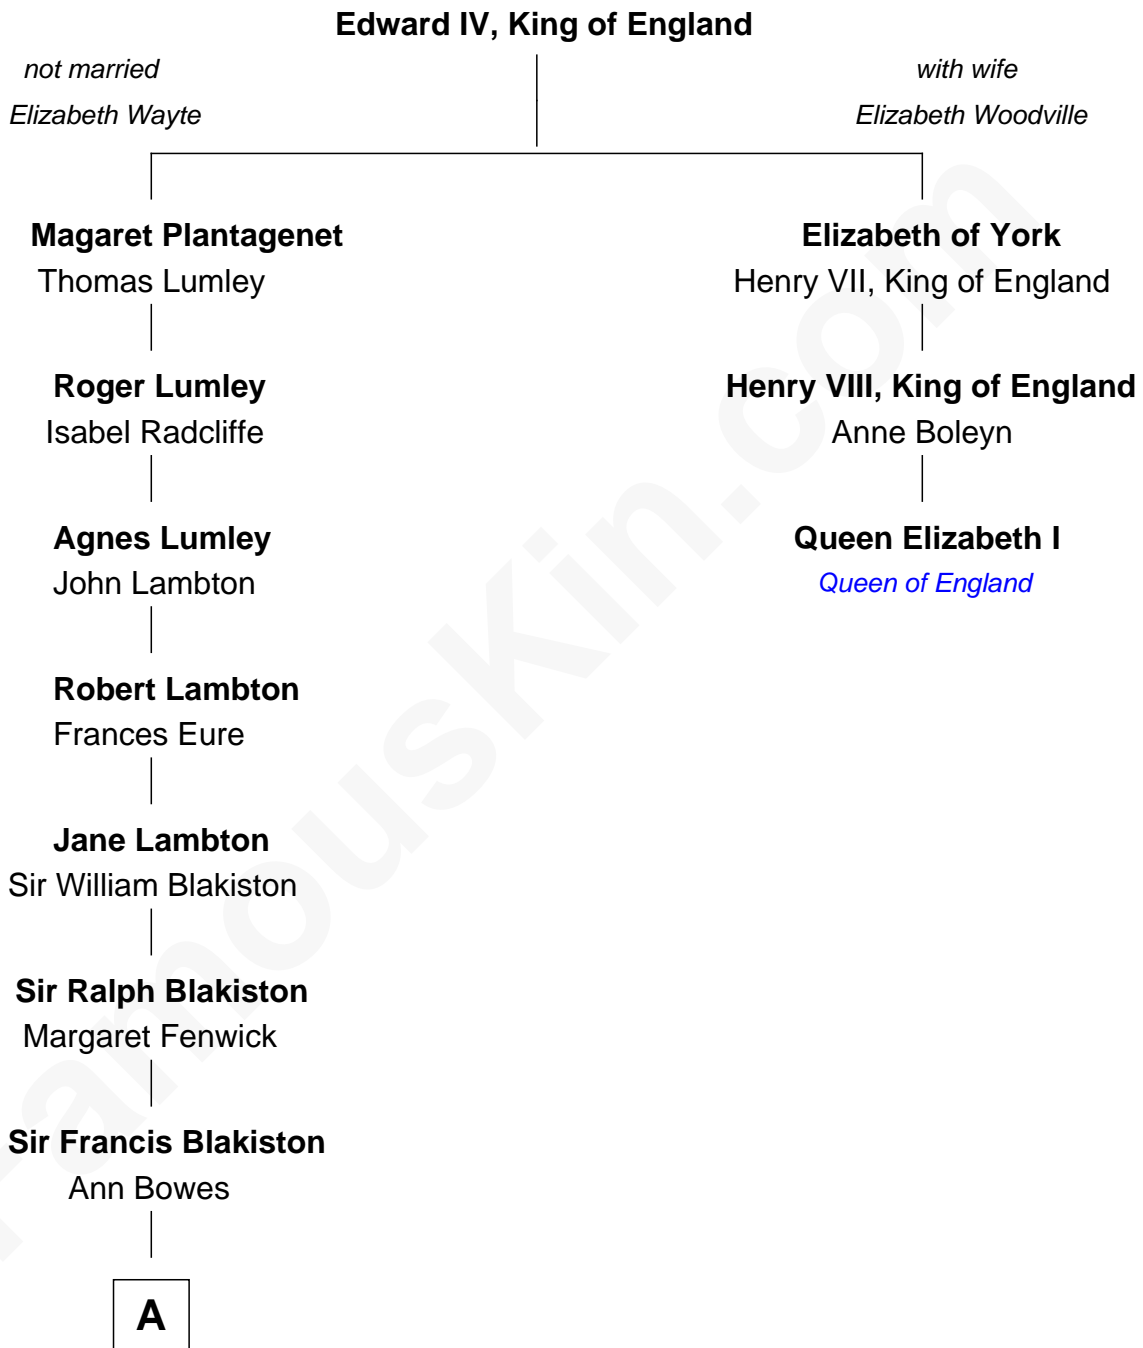 Edward IV, King of England
not married
Elizabeth Wayte
with wife
Elizabeth Woodville
Magaret Plantagenet
Thomas Lumley
Elizabeth of York
Henry VII, King of England
Roger Lumley
Isabel Radcliffe
Henry VIII, King of England
Anne Boleyn
Agnes Lumley
John Lambton
Queen Elizabeth I
Queen of England
Robert Lambton
Frances Eure
Jane Lambton
Sir William Blakiston
Sir Ralph Blakiston
Margaret Fenwick
Sir Francis Blakiston
Ann Bowes
A
FamousKin.com